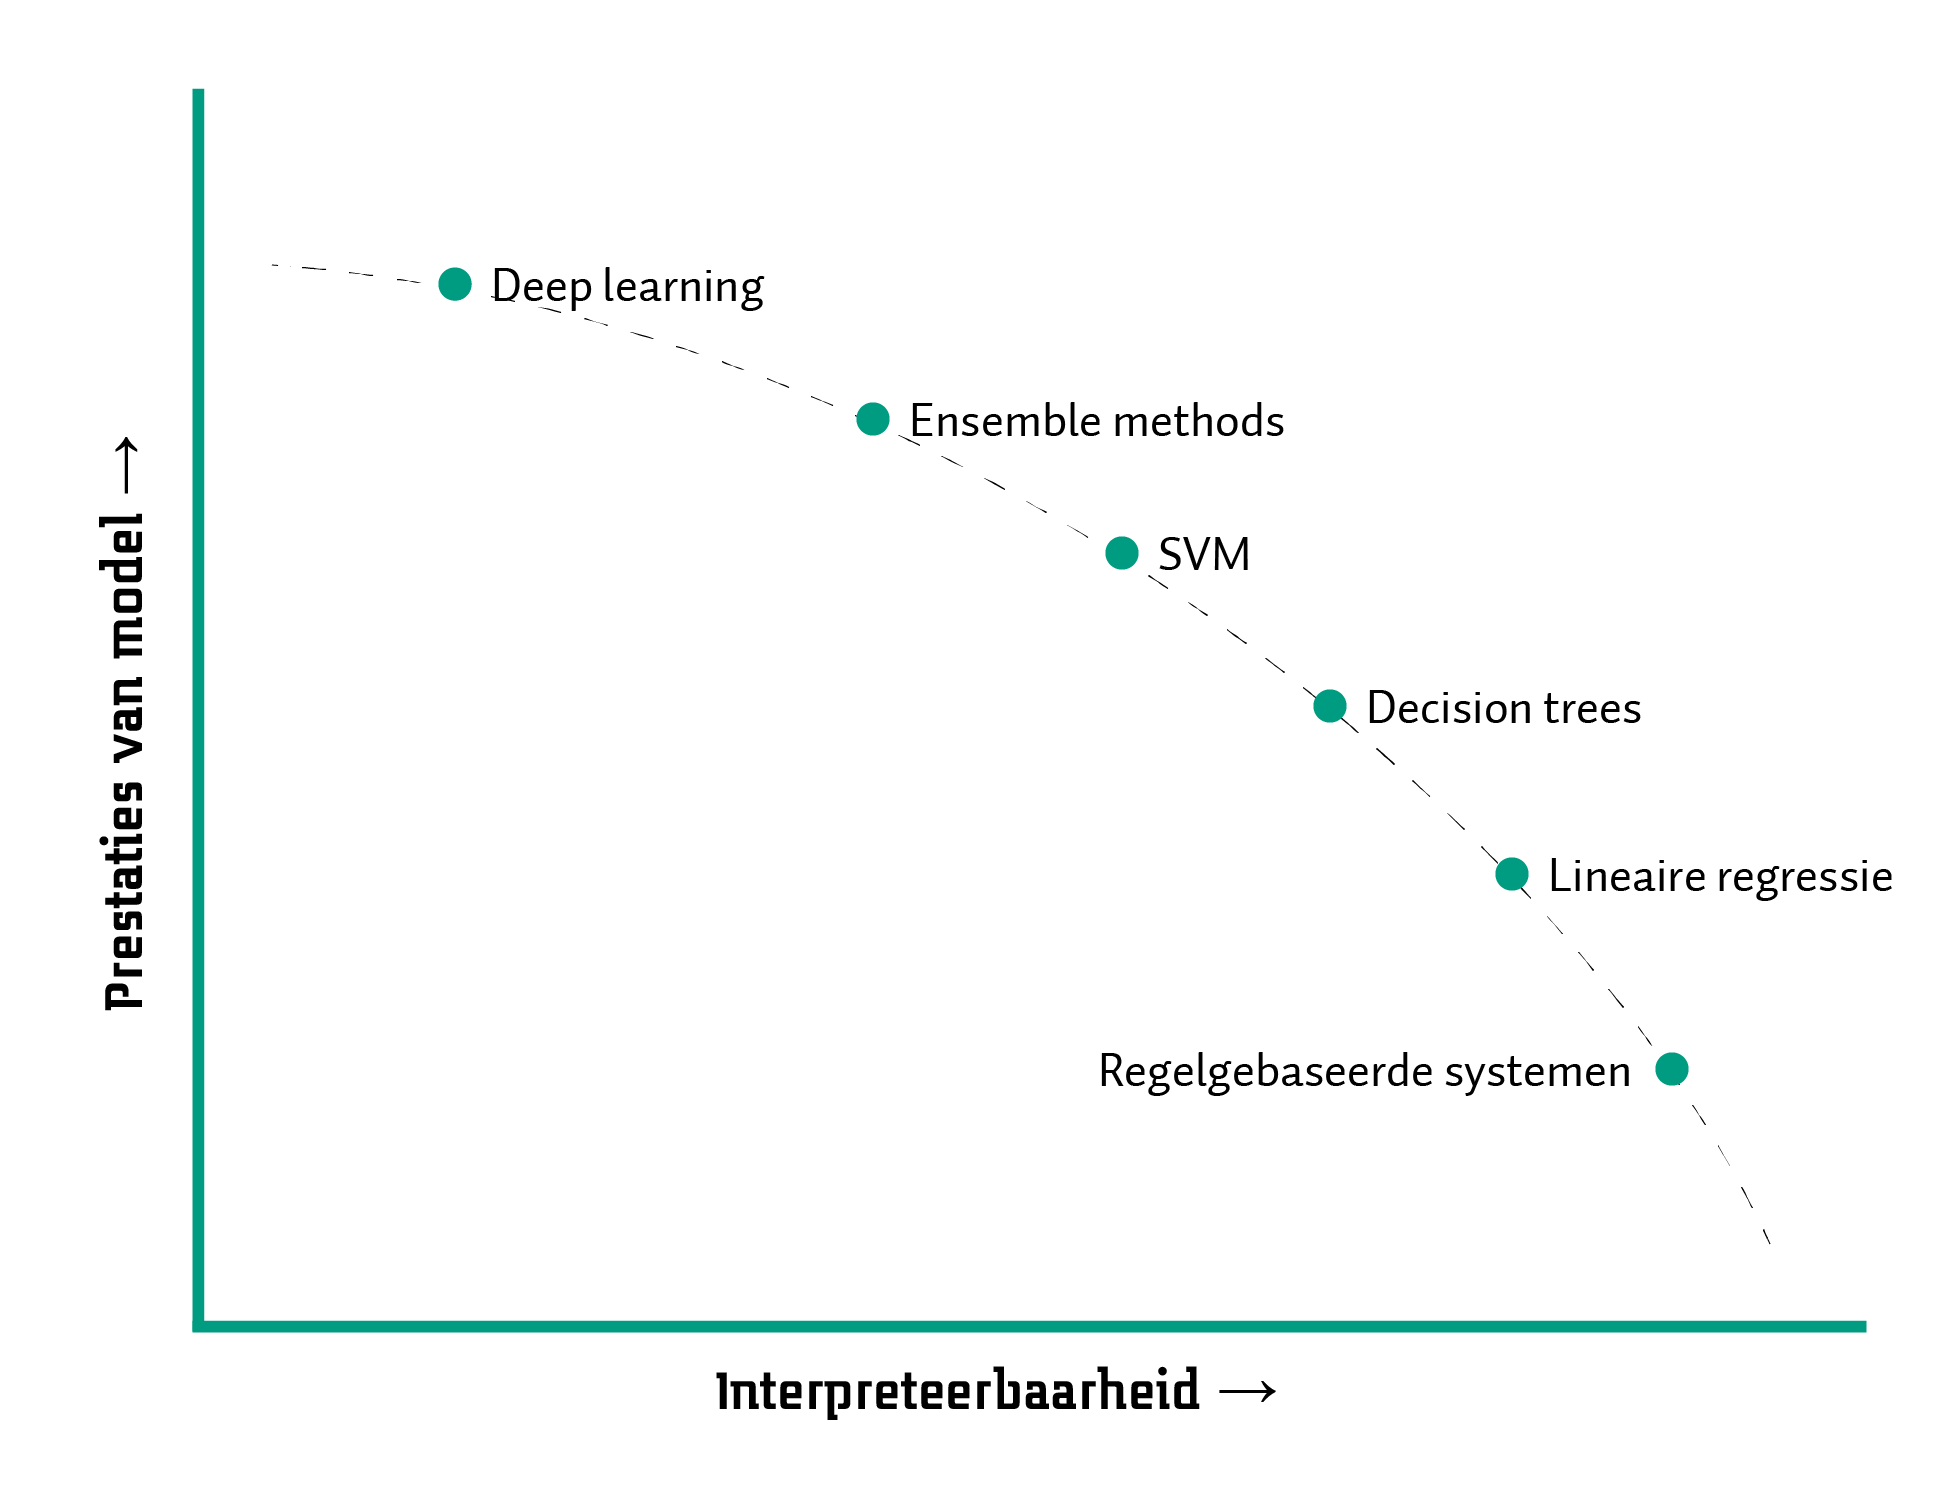 Deep learning
Ensemble methods
SVM
Decision trees
Lineaire regressie
Regelgebaseerde systemen
Prestaties van model →
Interpreteerbaarheid →